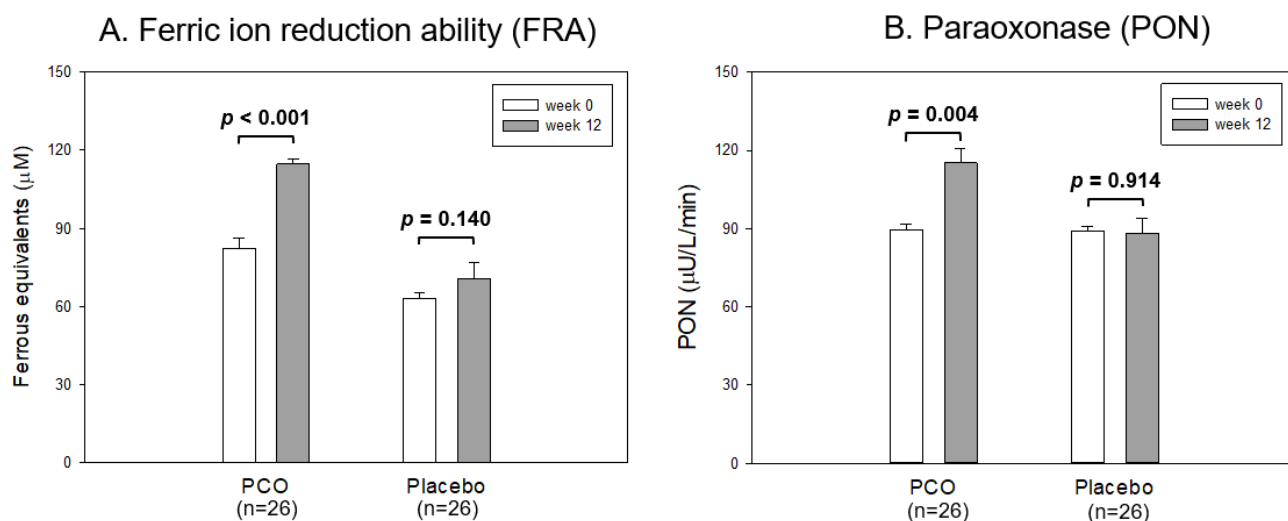 A. Ferric ion reduction ability (FRA)
150
120
90
60
30
0
Ferrous equivalents (μM)
week 0
week 12
p < 0.001
p = 0.140
PCO
(n=26)
Placebo
(n=26)
B. Paraoxonase (PON)
150
120
90
60
30
0
PON (μU/L/min)
week 0
week 12
p = 0.004
p = 0.914
PCO
(n=26)
Placebo
(n=26)